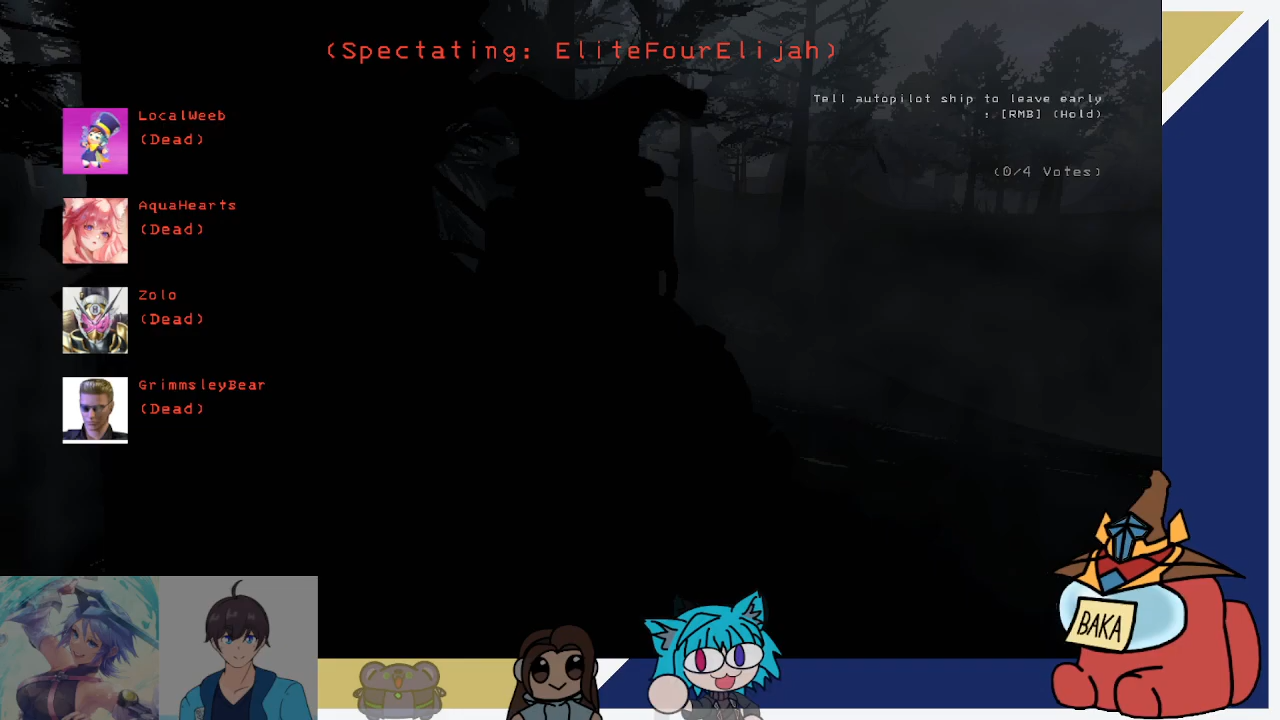 (Spectating: EliteFourElijah)
Tell autopilot ship to leave early
: [RMB] (Hold)
(0/4 Votes)
LocalWeeb
(Dead)
AquaHearts
(Dead)
Zolo
(Dead)
GrimmsleyBear
(Dead)
BAKA